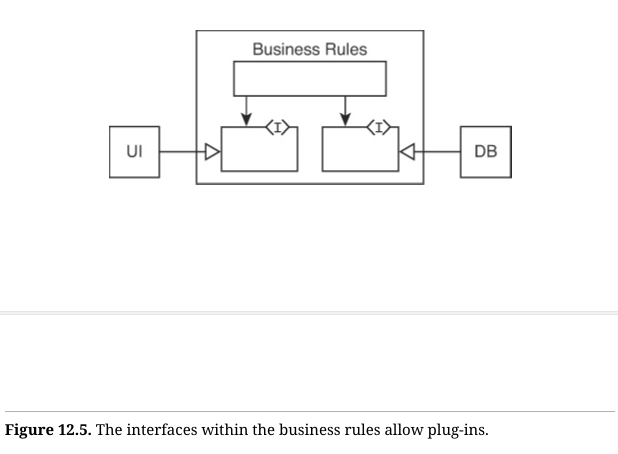 Business Rules
<I>
<I>
UI
DB
Figure 12.5. The interfaces within the business rules allow plug-ins.